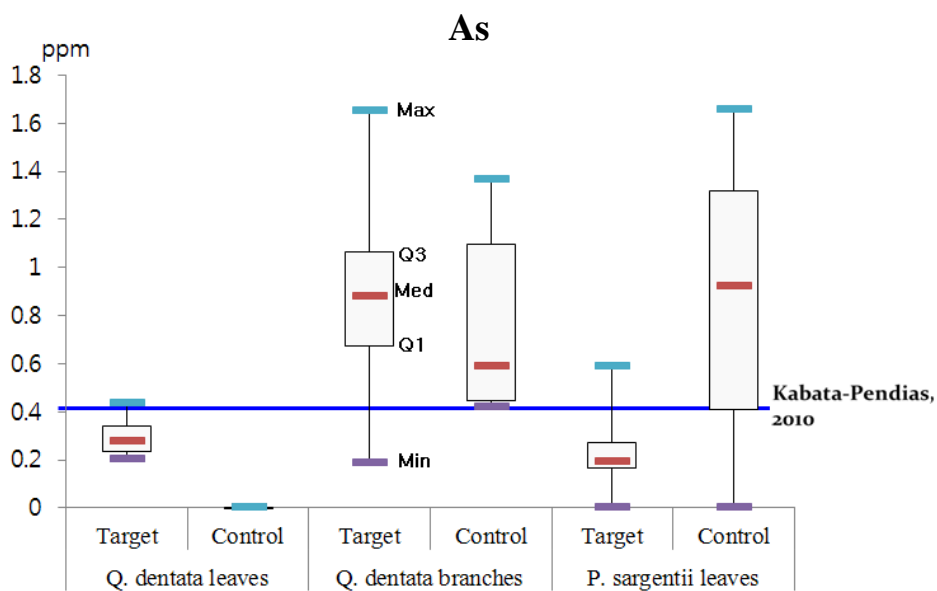 As
ppm
1.8
1.6
1.4
1.2
1
0.8
0.6
0.4
0.2
0
Max
Q3
Med
Q1
Min
Kabata-Pendias,
2010
Target Control Target Control Target Control
Q. dentata leaves Q. dentata branches P. sargentii leaves